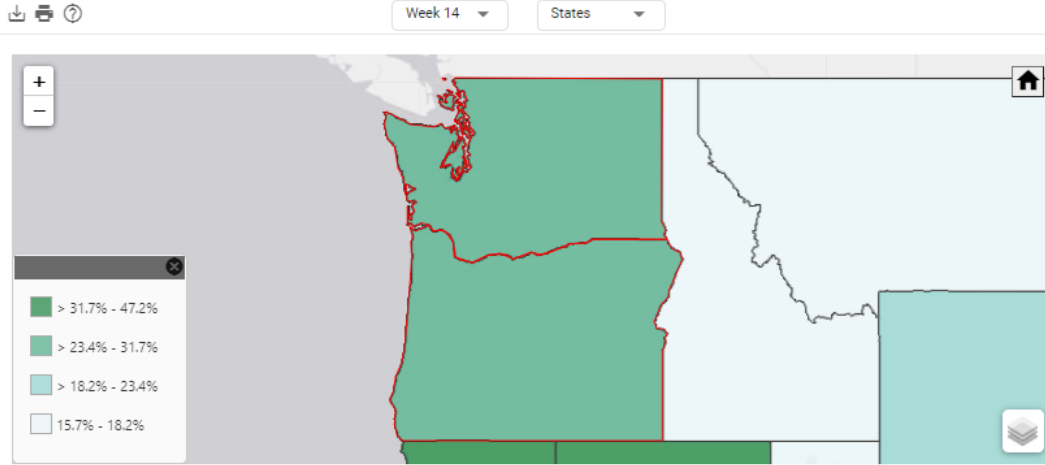 Week 14
States
+
−
> 31.7% - 47.2%
> 23.4% - 31.7%
> 18.2% - 23.4%
15.7% - 18.2%